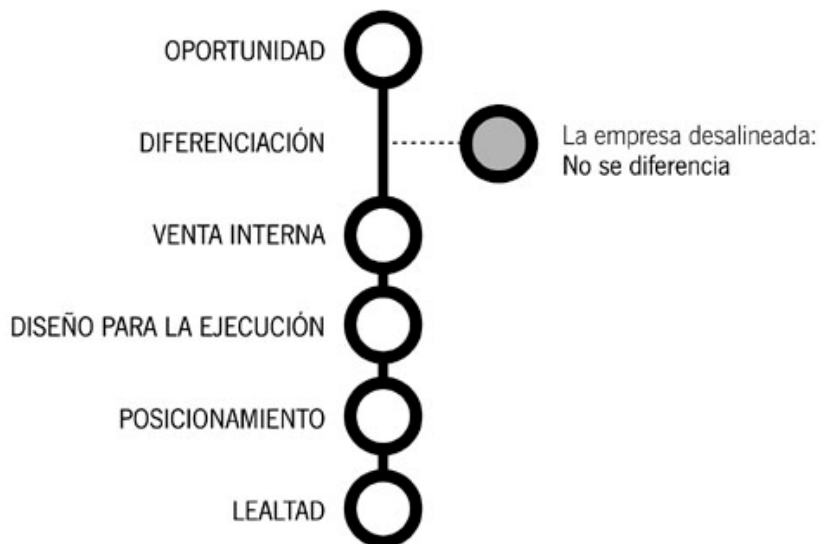 OPORTUNIDAD
DIFERENCIACIÓN
La empresa desalineada:
No se diferencia
VENTA INTERNA
DISEÑO PARA LA EJECUCIÓN
POSICIONAMIENTO
LEALTAD